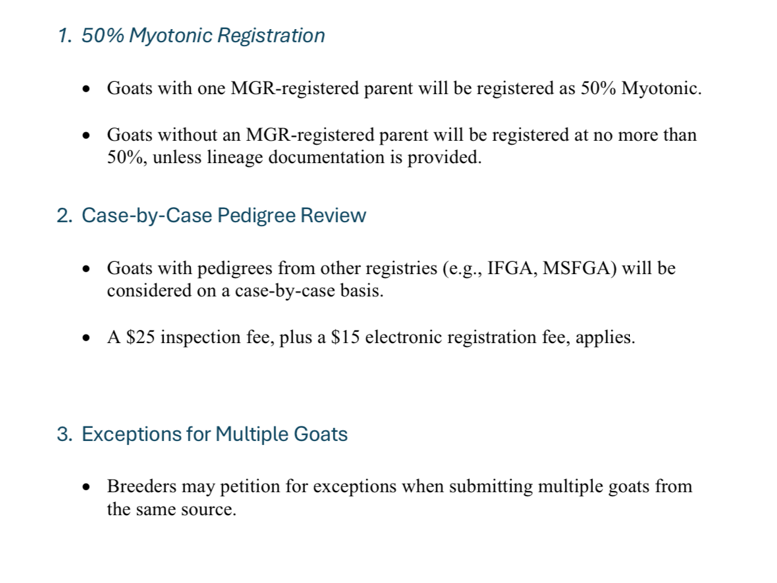 1. 50% Myotonic Registration
• Goats with one MGR-registered parent will be registered as 50% Myotonic.
• Goats without an MGR-registered parent will be registered at no more than
50%, unless lineage documentation is provided.
2. Case-by-Case Pedigree Review
• Goats with pedigrees from other registries (e.g., IFGA, MSFGA) will be
considered on a case-by-case basis.
• A $25 inspection fee, plus a $15 electronic registration fee, applies.
3. Exceptions for Multiple Goats
• Breeders may petition for exceptions when submitting multiple goats from
the same source.